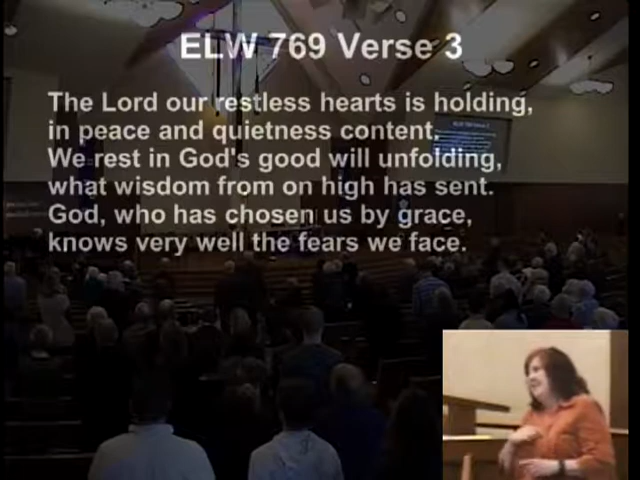 ELW 769 Verse 3
The Lord our restless hearts is holding,
in peace and quietness content.
We rest in God's good will unfolding,
what wisdom from on high has sent.
God, who has chosen us by grace,
knows very well the fears we face.